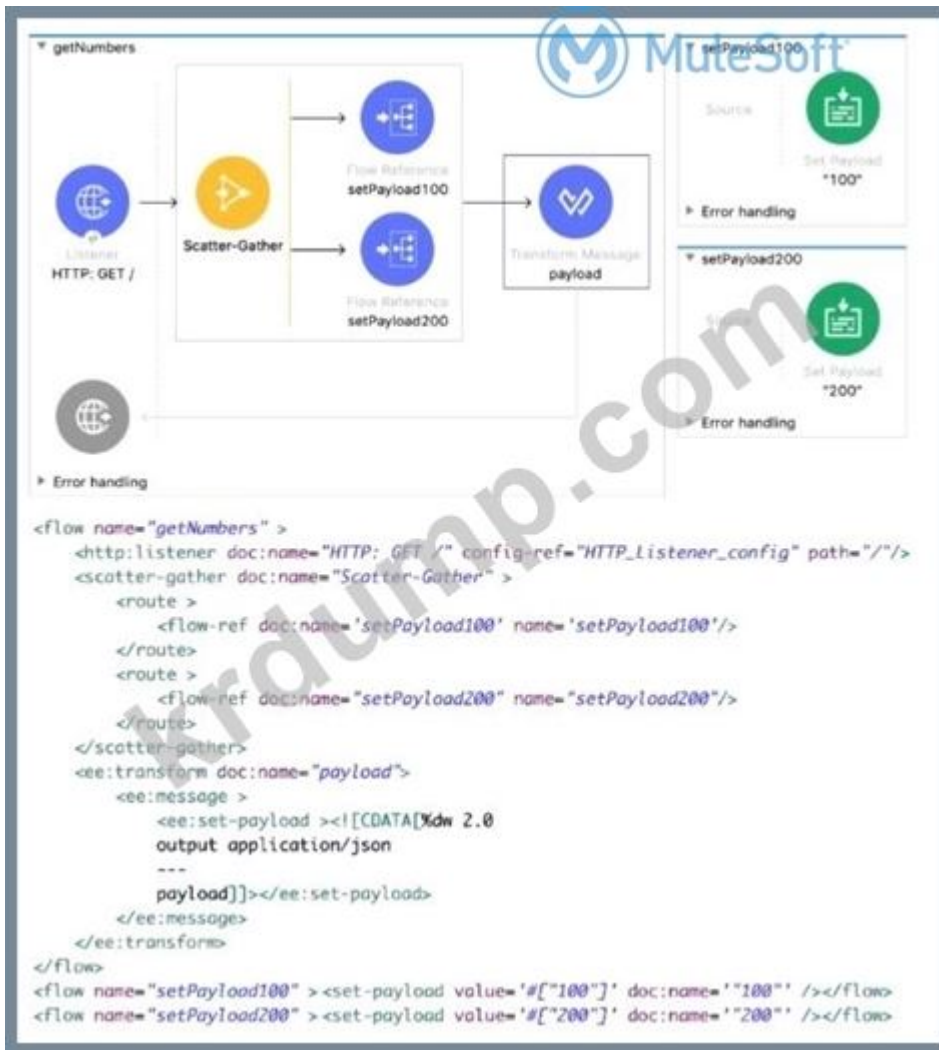 getNumbers
MuleSoft
setPayload100
Source
Flow Reference
setPayload100
Set Payload
"100"
Error handling
Scatter-Gather
Listener
HTTP: GET /
Transform Message
payload
setPayload200
Flow Reference
setPayload200
Source
Set Payload
"200"
Error handling
Error handling
krdump.com
<flow name="getNumbers" >
<http:listener doc:name="HTTP: GET /" config-ref="HTTP_Listener_config" path="/"/>
<scatter-gather doc:name="Scatter-Gather" >
<route >
<flow-ref doc:name='setPayload100' name='setPayload100'/>
</route>
<route >
<flow-ref doc:name="setPayload200" name="setPayload200"/>
</route>
</scatter-gather>
<ee:transform doc:name="payload">
<ee:message >
<ee:set-payload ><![CDATA[%dw 2.0
output application/json
---
payload]]></ee:set-payload>
</ee:message>
</ee:transform>
</flow>
<flow name="setPayload100" ><set-payload value='#["100"]' doc:name='"100"' /></flow>
<flow name="setPayload200" ><set-payload value='#["200"]' doc:name='"200"' /></flow>